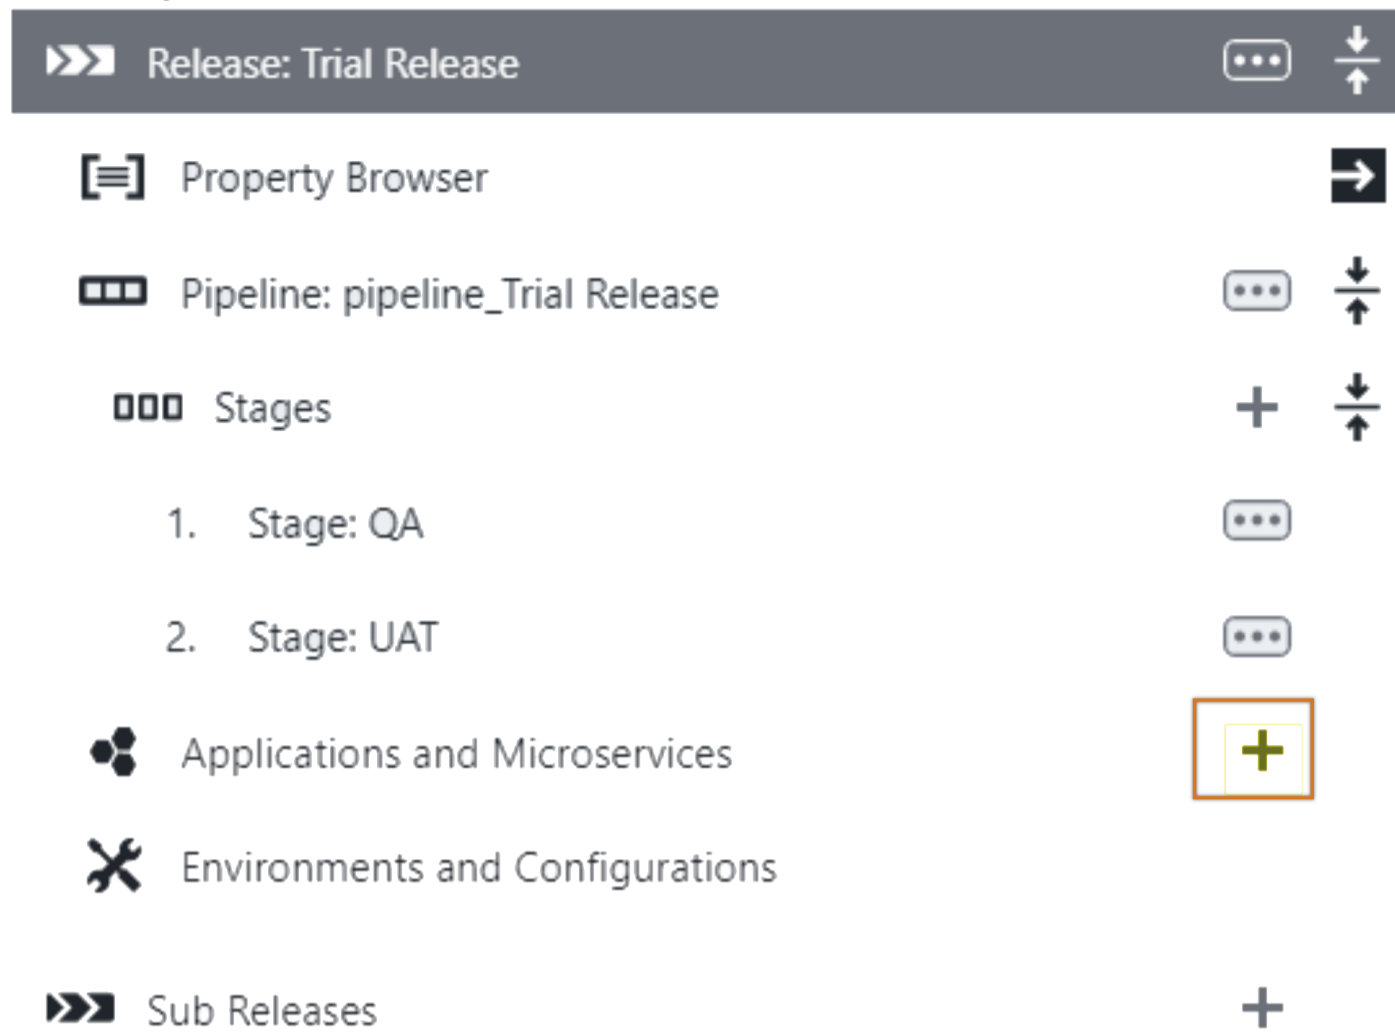 Release: Trial Release
Property Browser
Pipeline: pipeline_Trial Release
Stages
1. Stage: QA
2. Stage: UAT
Applications and Microservices
Environments and Configurations
Sub Releases